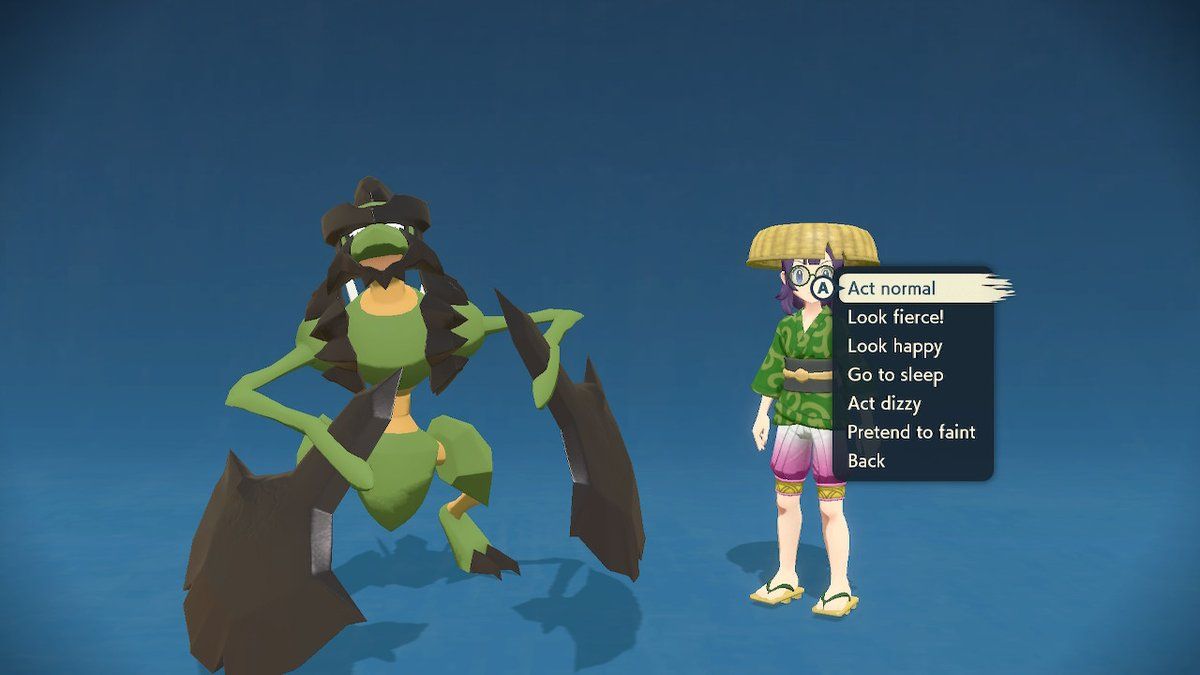 A Act normal
Look fierce!
Look happy
Go to sleep
Act dizzy
Pretend to faint
Back